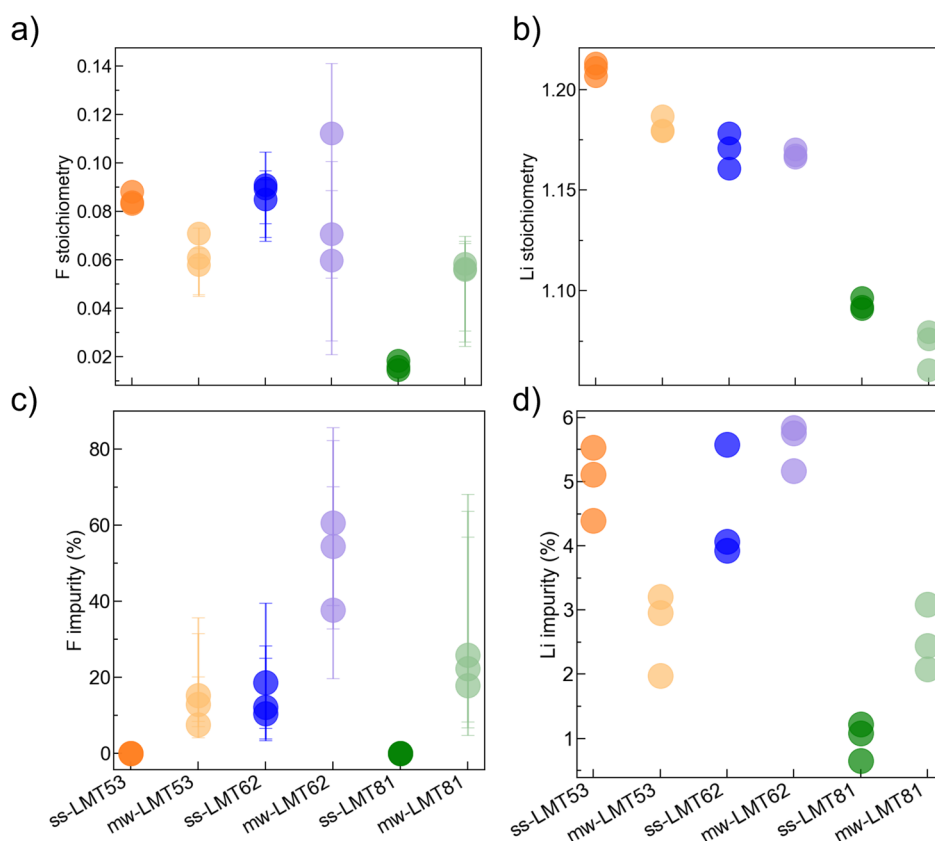 a)
F stoichiometry
0.14
0.12
0.10
0.08
0.06
0.04
0.02
b)
Li stoichiometry
1.20
1.15
1.10
c)
F impurity (%)
80
60
40
20
0
ss-LMT53
mw-LMT53
ss-LMT62
mw-LMT62
ss-LMT81
mw-LMT81
d)
Li impurity (%)
6
5
4
3
2
1
ss-LMT53
mw-LMT53
ss-LMT62
mw-LMT62
ss-LMT81
mw-LMT81